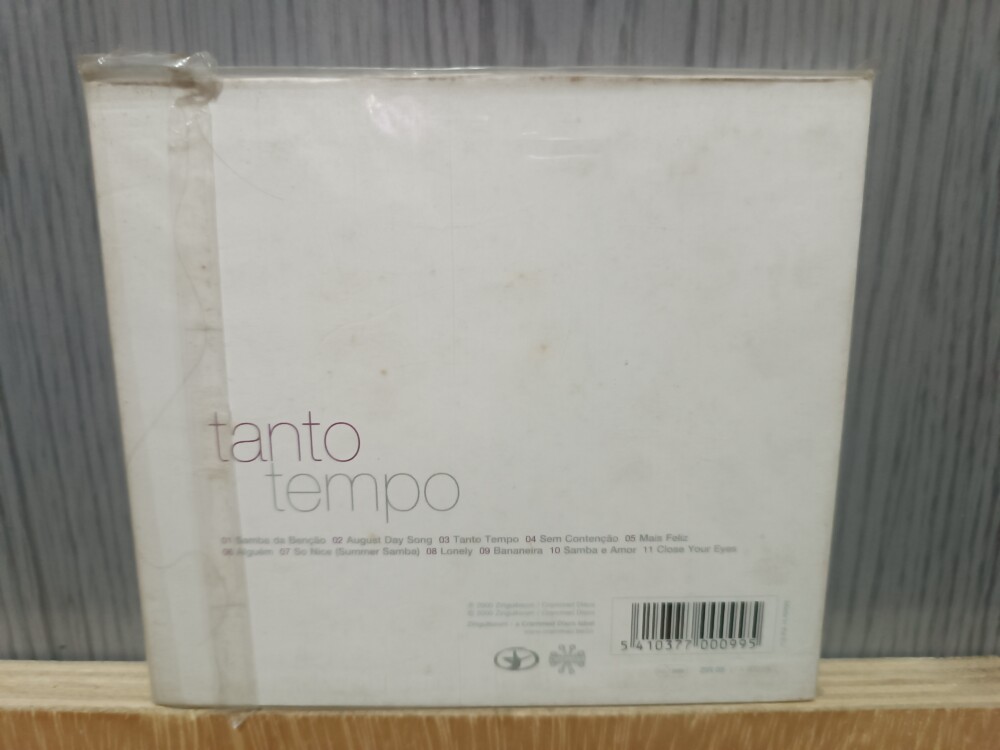 tanto
tempo
01 Samba da Benção 02 August Day Song 03 Tanto Tempo 04 Sem Contenção 05 Mais Feliz
06 Alguem 07 So Nice (Summer Samba) 08 Lonely 09 Bananeira 10 Samba e Amor 11 Close Your Eyes
5 410377 000995